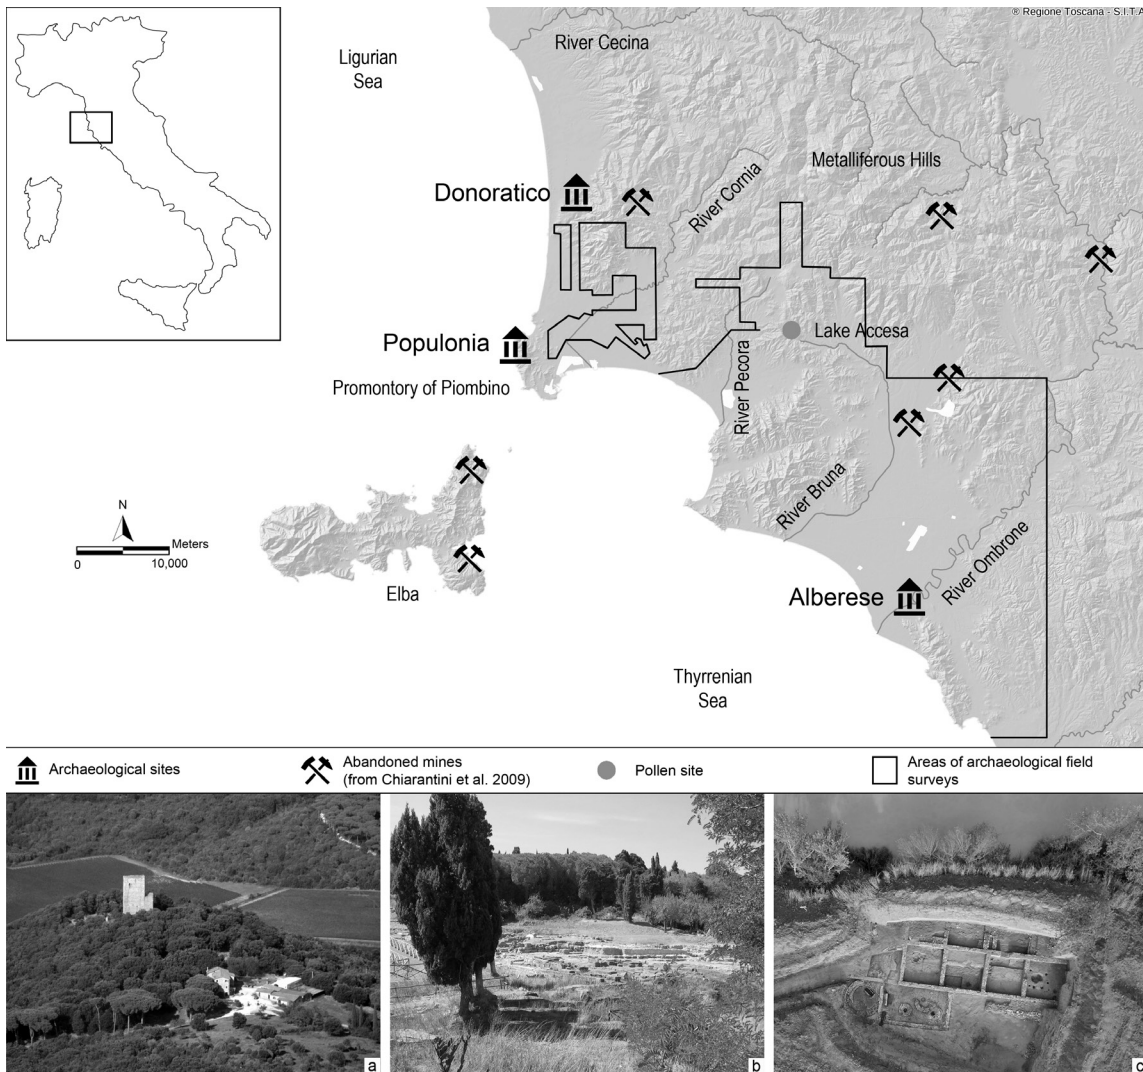 ® Regione Toscana - S.I.T.A
Ligurian
Sea
River Cecina
Metalliferous Hills
Donoratico
River Cornia
Populonia
Lake Accesa
Promontory of Piombino
River Pecora
River Bruna
N
Meters
0
10,000
Elba
River Ombrone
Alberese
Thyrrenian
Sea
Archaeological sites
Abandoned mines
(from Chiarantini et al. 2009)
Pollen site
Areas of archaeological field
surveys
a
b
c